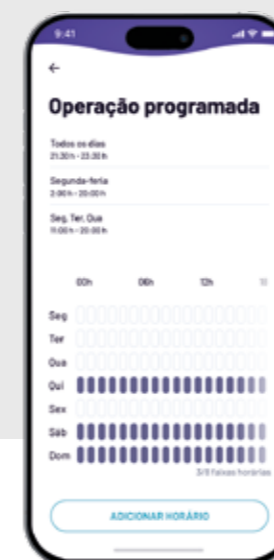 9:41
Operação programada
Todos os dias
21:30 h - 23:30 h
Segunda-feria
2:00 h - 20:00 h
Seg, Ter, Qua
11:00 h - 20:00 h
00h 06h 12h
Seg
Ter
Qua
Qui
Sex
Sáb
Dom
3/8 faixas horárias
ADICIONAR HORÁRIO